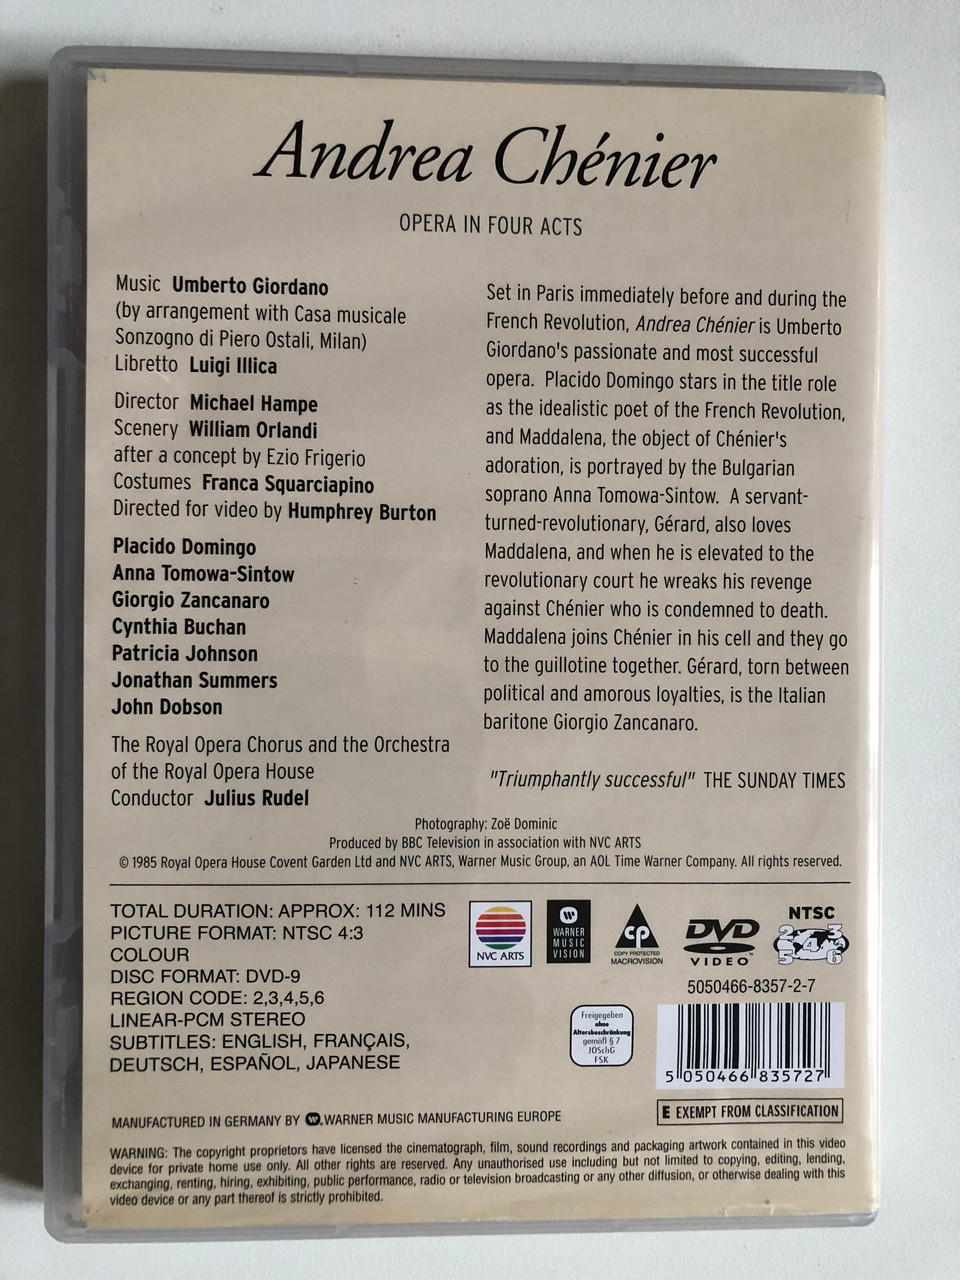 Andrea Chénier
OPERA IN FOUR ACTS
Music Umberto Giordano
(by arrangement with Casa musicale
Sonzogno di Piero Ostali, Milan)
Libretto Luigi Illica
Director Michael Hampe
Scenery William Orlandi
after a concept by Ezio Frigerio
Costumes Franca Squarciapino
Directed for video by Humphrey Burton
Placido Domingo
Anna Tomowa-Sintow
Giorgio Zancanaro
Cynthia Buchan
Patricia Johnson
Jonathan Summers
John Dobson
The Royal Opera Chorus and the Orchestra
of the Royal Opera House
Conductor Julius Rudel
Set in Paris immediately before and during the
French Revolution, Andrea Chénier is Umberto
Giordano's passionate and most successful
opera. Placido Domingo stars in the title role
as the idealistic poet of the French Revolution,
and Maddalena, the object of Chénier's
adoration, is portrayed by the Bulgarian
soprano Anna Tomowa-Sintow. A servant-
turned-revolutionary, Gérard, also loves
Maddalena, and when he is elevated to the
revolutionary court he wreaks his revenge
against Chénier who is condemned to death.
Maddalena joins Chénier in his cell and they go
to the guillotine together. Gérard, torn between
political and amorous loyalties, is the Italian
baritone Giorgio Zancanaro.
"Triumphantly successful" THE SUNDAY TIMES
Photography: Zoë Dominic
Produced by BBC Television in association with NVC ARTS
© 1985 Royal Opera House Covent Garden Ltd and NVC ARTS, Warner Music Group, an AOL Time Warner Company. All rights reserved.
TOTAL DURATION: APPROX: 112 MINS
PICTURE FORMAT: NTSC 4:3
COLOUR
DISC FORMAT: DVD-9
REGION CODE: 2,3,4,5,6
LINEAR-PCM STEREO
SUBTITLES: ENGLISH, FRANÇAIS,
DEUTSCH, ESPAÑOL, JAPANESE
NVC ARTS
WARNER
MUSIC
VISION
CP
COPY PROTECTED
MACROVISION
DVD
VIDEO
NTSC
2 3
4
5 6
5050466-8357-2-7
Freigegeben
ohne
Altersbeschränkung
gemäß § 7
JÖSchG
FSK
5 050466 835727
E EXEMPT FROM CLASSIFICATION
MANUFACTURED IN GERMANY BY WARNER MUSIC MANUFACTURING EUROPE
WARNING: The copyright proprietors have licensed the cinematograph, film, sound recordings and packaging artwork contained in this video
device for private home use only. All other rights are reserved. Any unauthorised use including but not limited to copying, editing, lending,
exchanging, renting, hiring, exhibiting, public performance, radio or television broadcasting or any other diffusion, or otherwise dealing with this
video device or any part thereof is strictly prohibited.